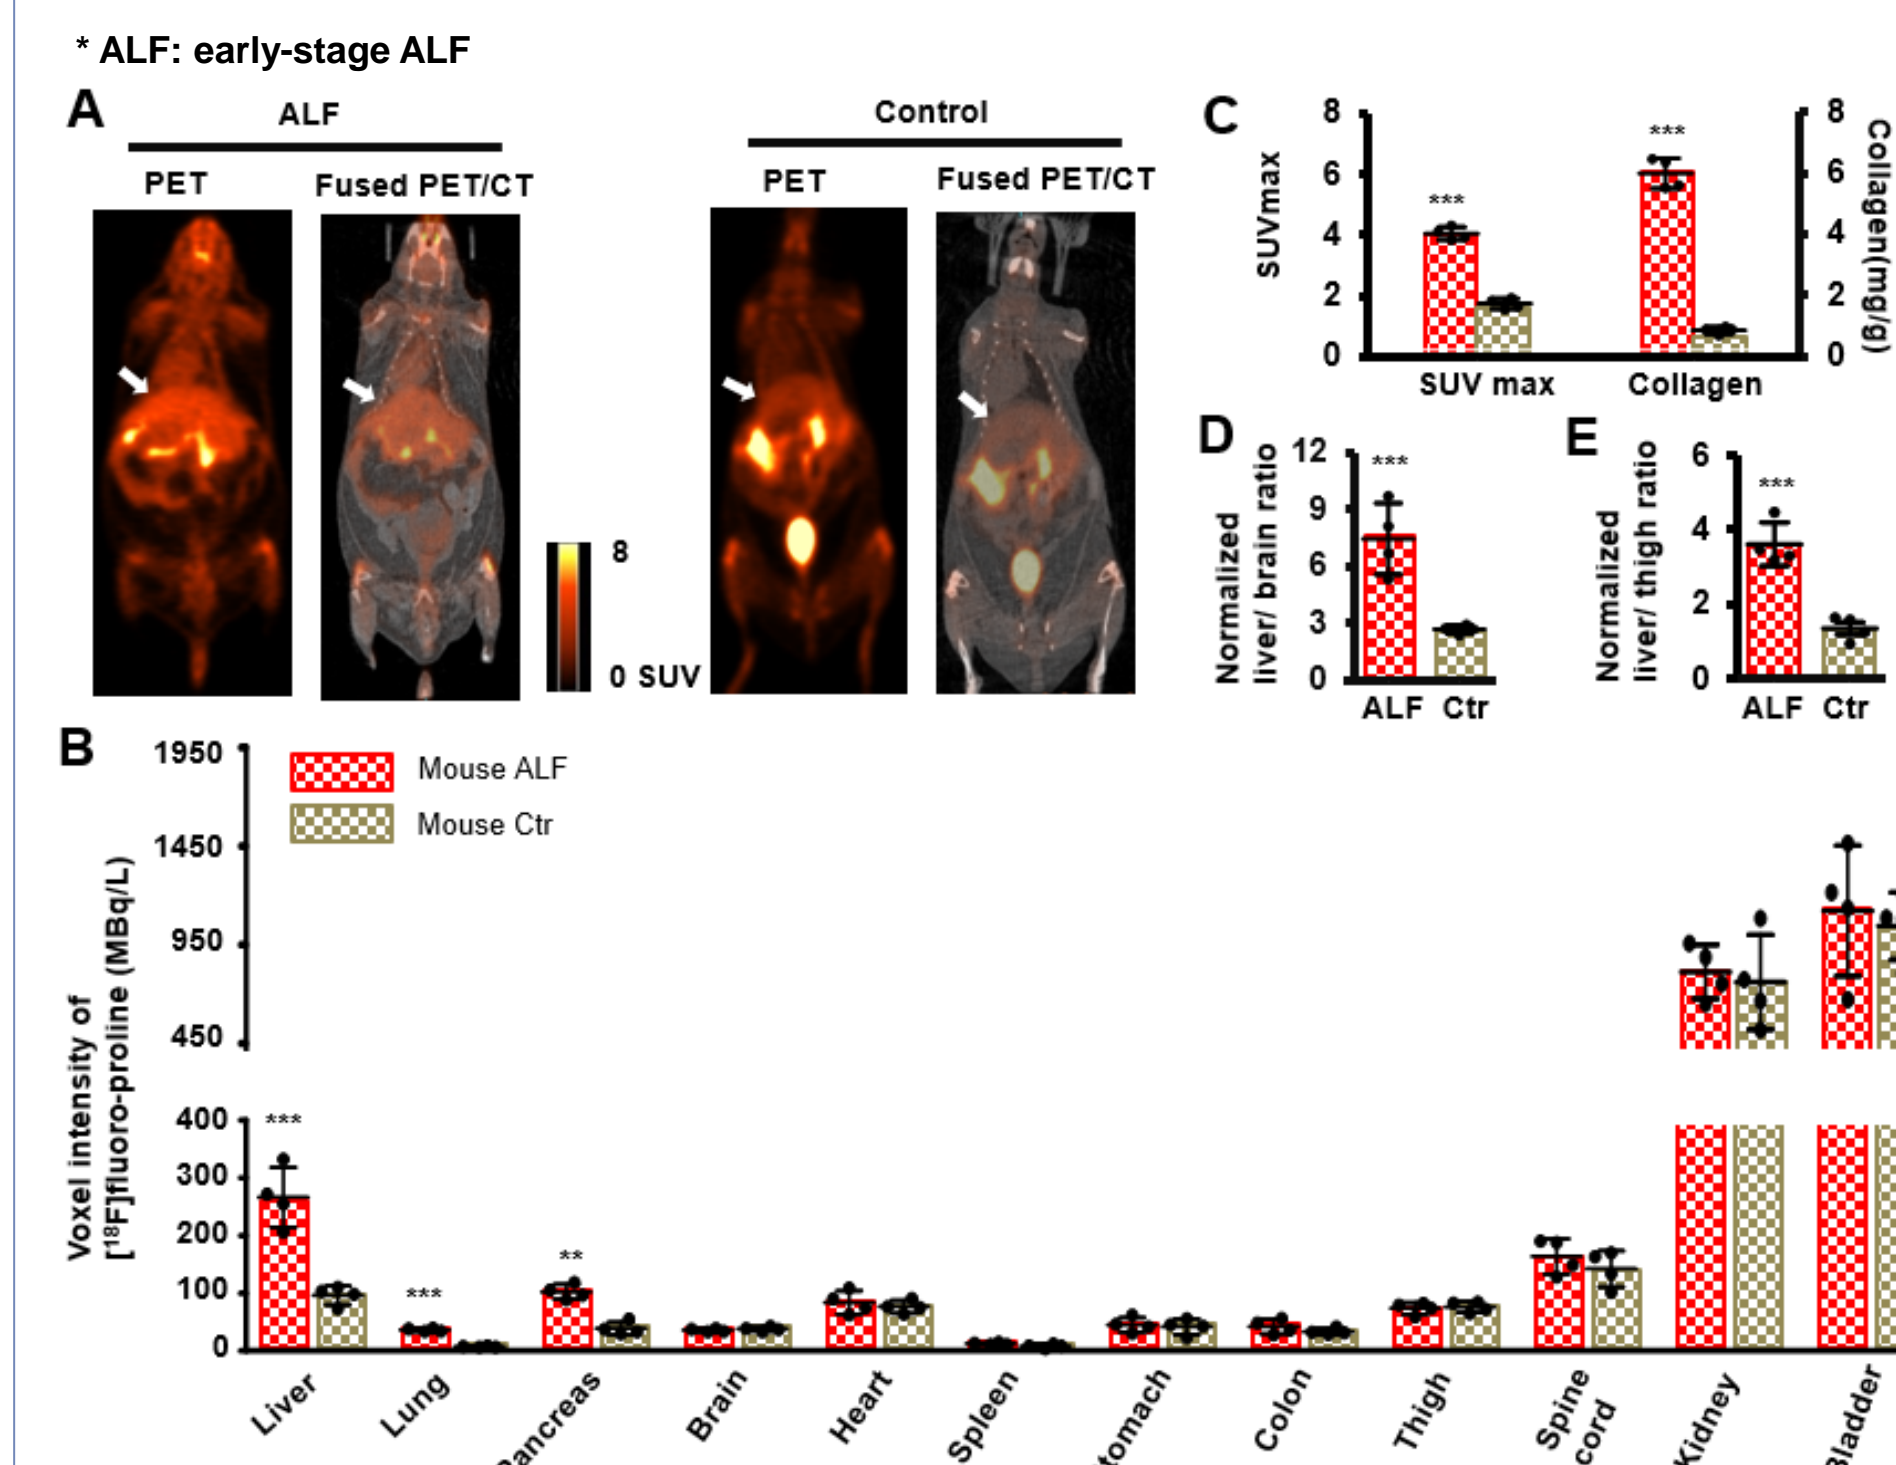 * ALF: early-stage ALF
A
ALF
PET
Fused PET/CT
Control
PET
Fused PET/CT
8
0 SUV
C
SUVmax
8
6
4
2
0
***
***
8
6
4
2
0
Collagen(mg/g)
SUV max
Collagen
D
Normalized
liver/ brain ratio
12
9
6
3
0
***
ALF
Ctr
E
Normalized
liver/ thigh ratio
6
4
2
0
***
ALF
Ctr
B
Voxel intensity of
[¹⁸F]fluoro-proline (MBq/L)
1950
1450
950
450
400
300
200
100
0
Mouse ALF
Mouse Ctr
***
***
**
Liver
Lung
Pancreas
Brain
Heart
Spleen
tomach
Colon
Thigh
Spine
cord
Kidney
Bladder